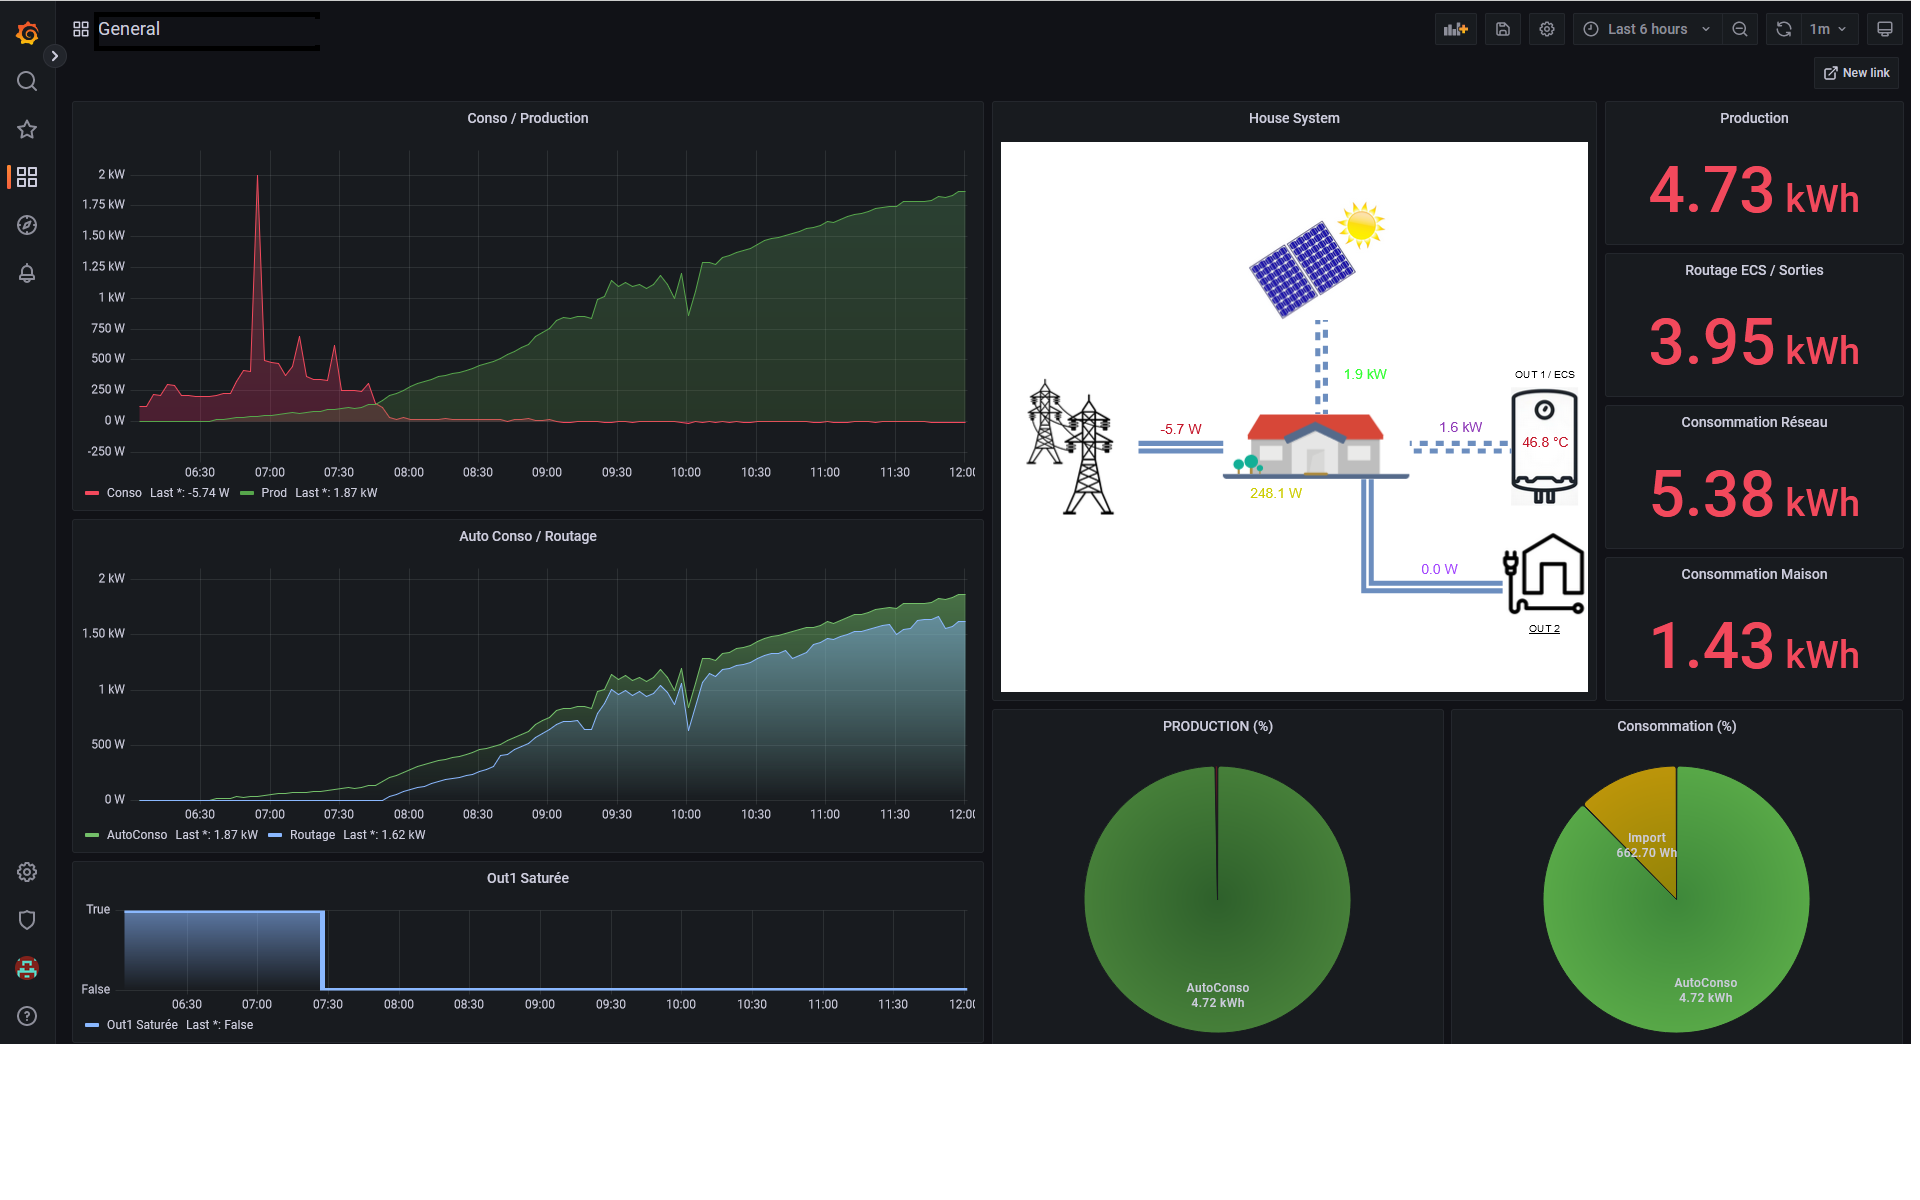 General
Last 6 hours
1m
New link
Conso / Production
2 kW
1.75 kW
1.50 kW
1.25 kW
1 kW
750 W
500 W
250 W
0 W
-250 W
06:30 07:00 07:30 08:00 08:30 09:00 09:30 10:00 10:30 11:00 11:30 12:00
Conso Last *: -5.74 W Prod Last *: 1.87 kW
Auto Conso / Routage
2 kW
1.50 kW
1 kW
500 W
0 W
06:30 07:00 07:30 08:00 08:30 09:00 09:30 10:00 10:30 11:00 11:30 12:00
AutoConso Last *: 1.87 kW Routage Last *: 1.62 kW
Out1 Saturée
True
False
06:30 07:00 07:30 08:00 08:30 09:00 09:30 10:00 10:30 11:00 11:30 12:00
Out1 Saturée Last *: False
House System
1.9 kW
OUT 1 / ECS
-5.7 W
1.6 kW
46.8 °C
248.1 W
0.0 W
OUT 2
Production
4.73 kWh
Routage ECS / Sorties
3.95 kWh
Consommation Réseau
5.38 kWh
Consommation Maison
1.43 kWh
PRODUCTION (%)
AutoConso
4.72 kWh
Consommation (%)
Import
662.70 Wh
AutoConso
4.72 kWh